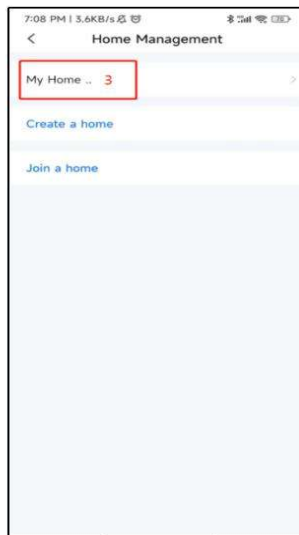 7:08 PM | 3.6KB/s
Home Management
My Home .. 3
Create a home
Join a home